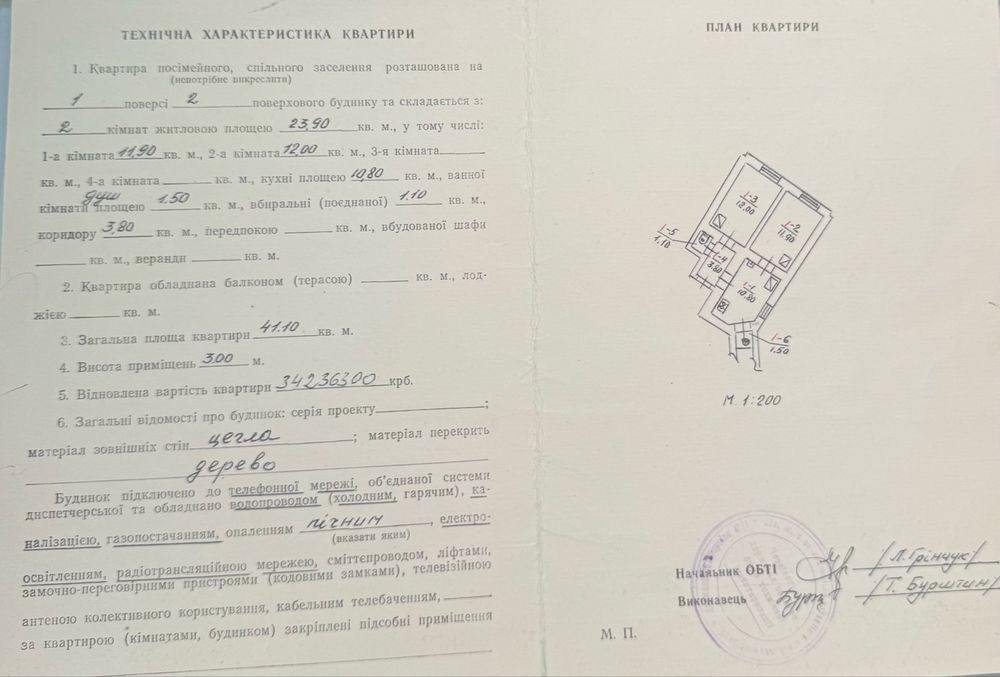 ТЕХНІЧНА ХАРАКТЕРИСТИКА КВАРТИРИ
1. Квартира посімейного, спільного заселення розташована на
(непотрібне викреслити)
1 поверсі 2 поверхового будинку та складається з:
2 кімнат житловою площею 23,90 кв. м., у тому числі:
1-а кімната 11,90 кв. м., 2-а кімната 12,00 кв. м., 3-я кімната
кв. м., 4-а кімната кв. м., кухні площею 10,80 кв. м., ванної
душ
кімнати площею 1.50 кв. м., вбиральні (поєднаної) 1.10 кв. м.,
коридору 3,80 кв. м., передпокою кв. м., вбудованої шафи
кв. м., веранди кв. м.
2. Квартира обладнана балконом (терасою) кв. м., лод-
жією кв. м.
3. Загальна площа квартири 41.10 кв. м.
4. Висота приміщень 3.00 м.
5. Відновлена вартість квартири 34236300 крб.
6. Загальні відомості про будинок: серія проекту ;
матеріал зовнішніх стін цегла ; матеріал перекрить
дерево
Будинок підключено до телефонної мережі, об'єднаної системи
диспетчерської та обладнано водопроводом (холодним, гарячим), ка-
налізацією, газопостачанням, опаленням пічним , електро-
(вказати яким)
освітленням, радіотрансляційною мережею, сміттєпроводом, ліфтами,
замочно-переговірними пристроями (кодовими замками), телевізійною
антеною колективного користування, кабельним телебаченням,
за квартирою (кімнатами, будинком) закріплені підсобні приміщення
ПЛАН КВАРТИРИ
1-3
12.00
1-2
11.90
1-5
1.10
1-4
3.80
1-1
10.80
1-6
1.50
М. 1:200
Начальник ОБТІ /Л. Грінчук/
Виконавець /Т. Бурштин/
М. П.